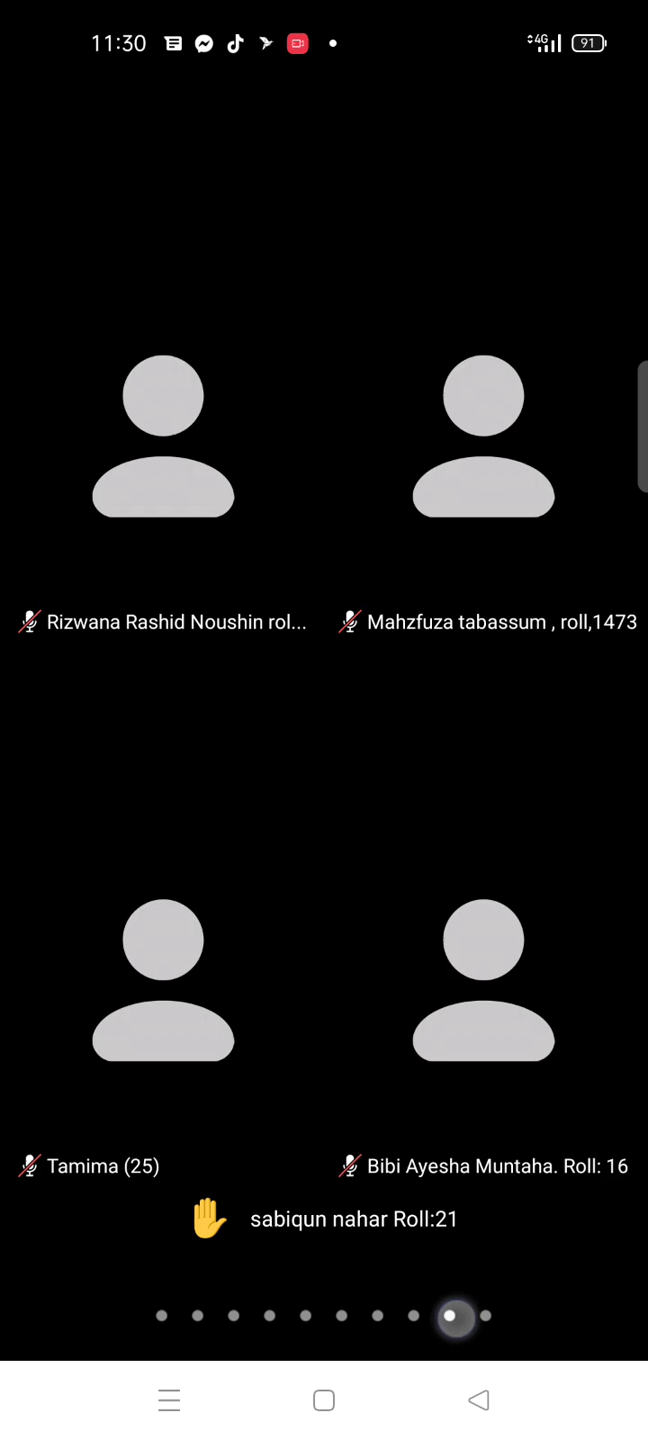 11:30
4G
91
Rizwana Rashid Noushin rol...
Mahzfuza tabassum , roll,1473
Tamima (25)
Bibi Ayesha Muntaha. Roll: 16
sabiqun nahar Roll:21